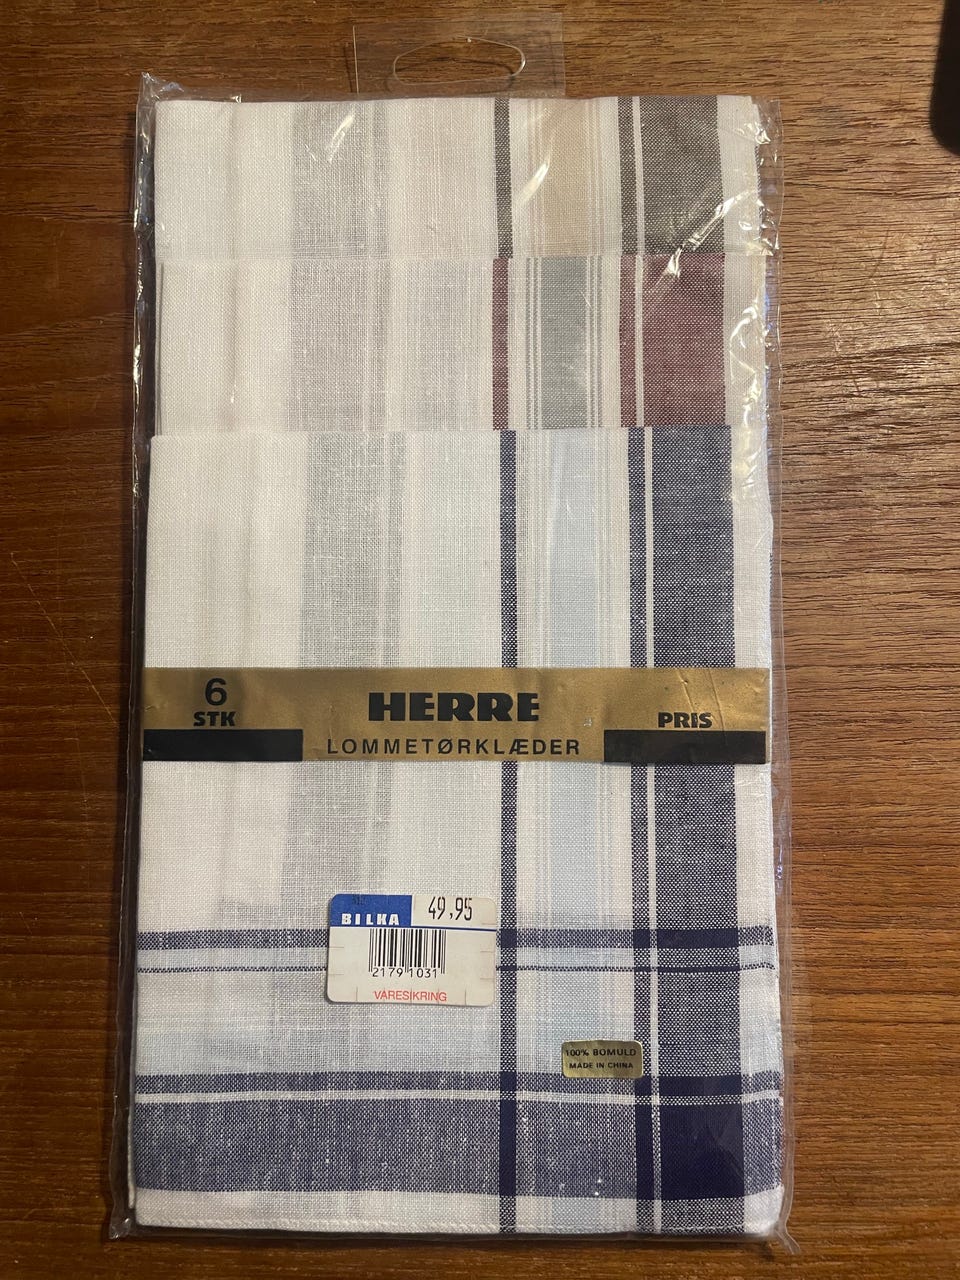 6
STK
HERRE
PRIS
LOMMETØRKLÆDER
BILKA
49,95
2179 1031
VARESIKRING
100% BOMULD
MADE IN CHINA